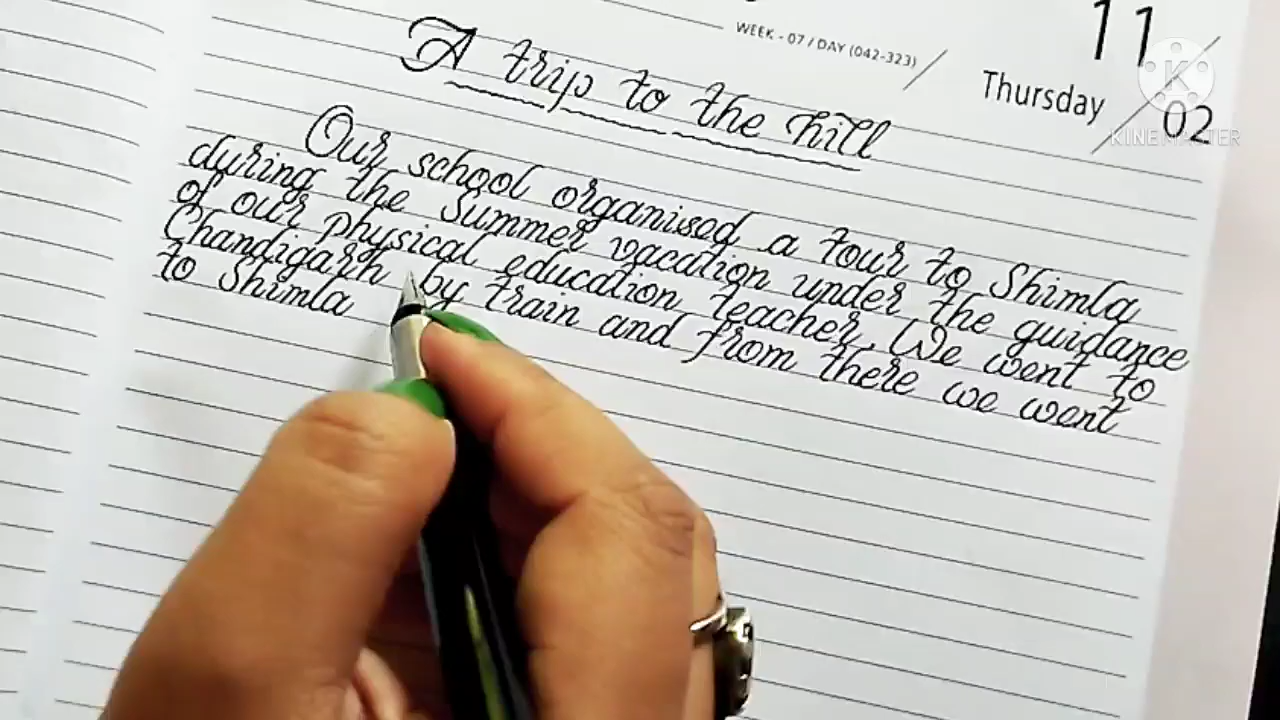 WEEK - 07 / DAY (042-323)
11
Thursday
02
KINEMASTER
A trip to the hill
Our school organised a tour to Shimla
during the Summer vacation under the guidance
of our physical education teacher. We went to
Chandigarh by train and from there we went
to Shimla